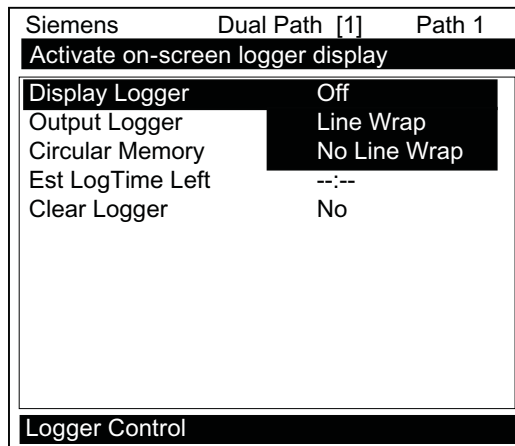 Siemens Dual Path [1] Path 1
Activate on-screen logger display
Display Logger Off
Output Logger Line Wrap
Circular Memory No Line Wrap
Est LogTime Left --:--
Clear Logger No
Logger Control